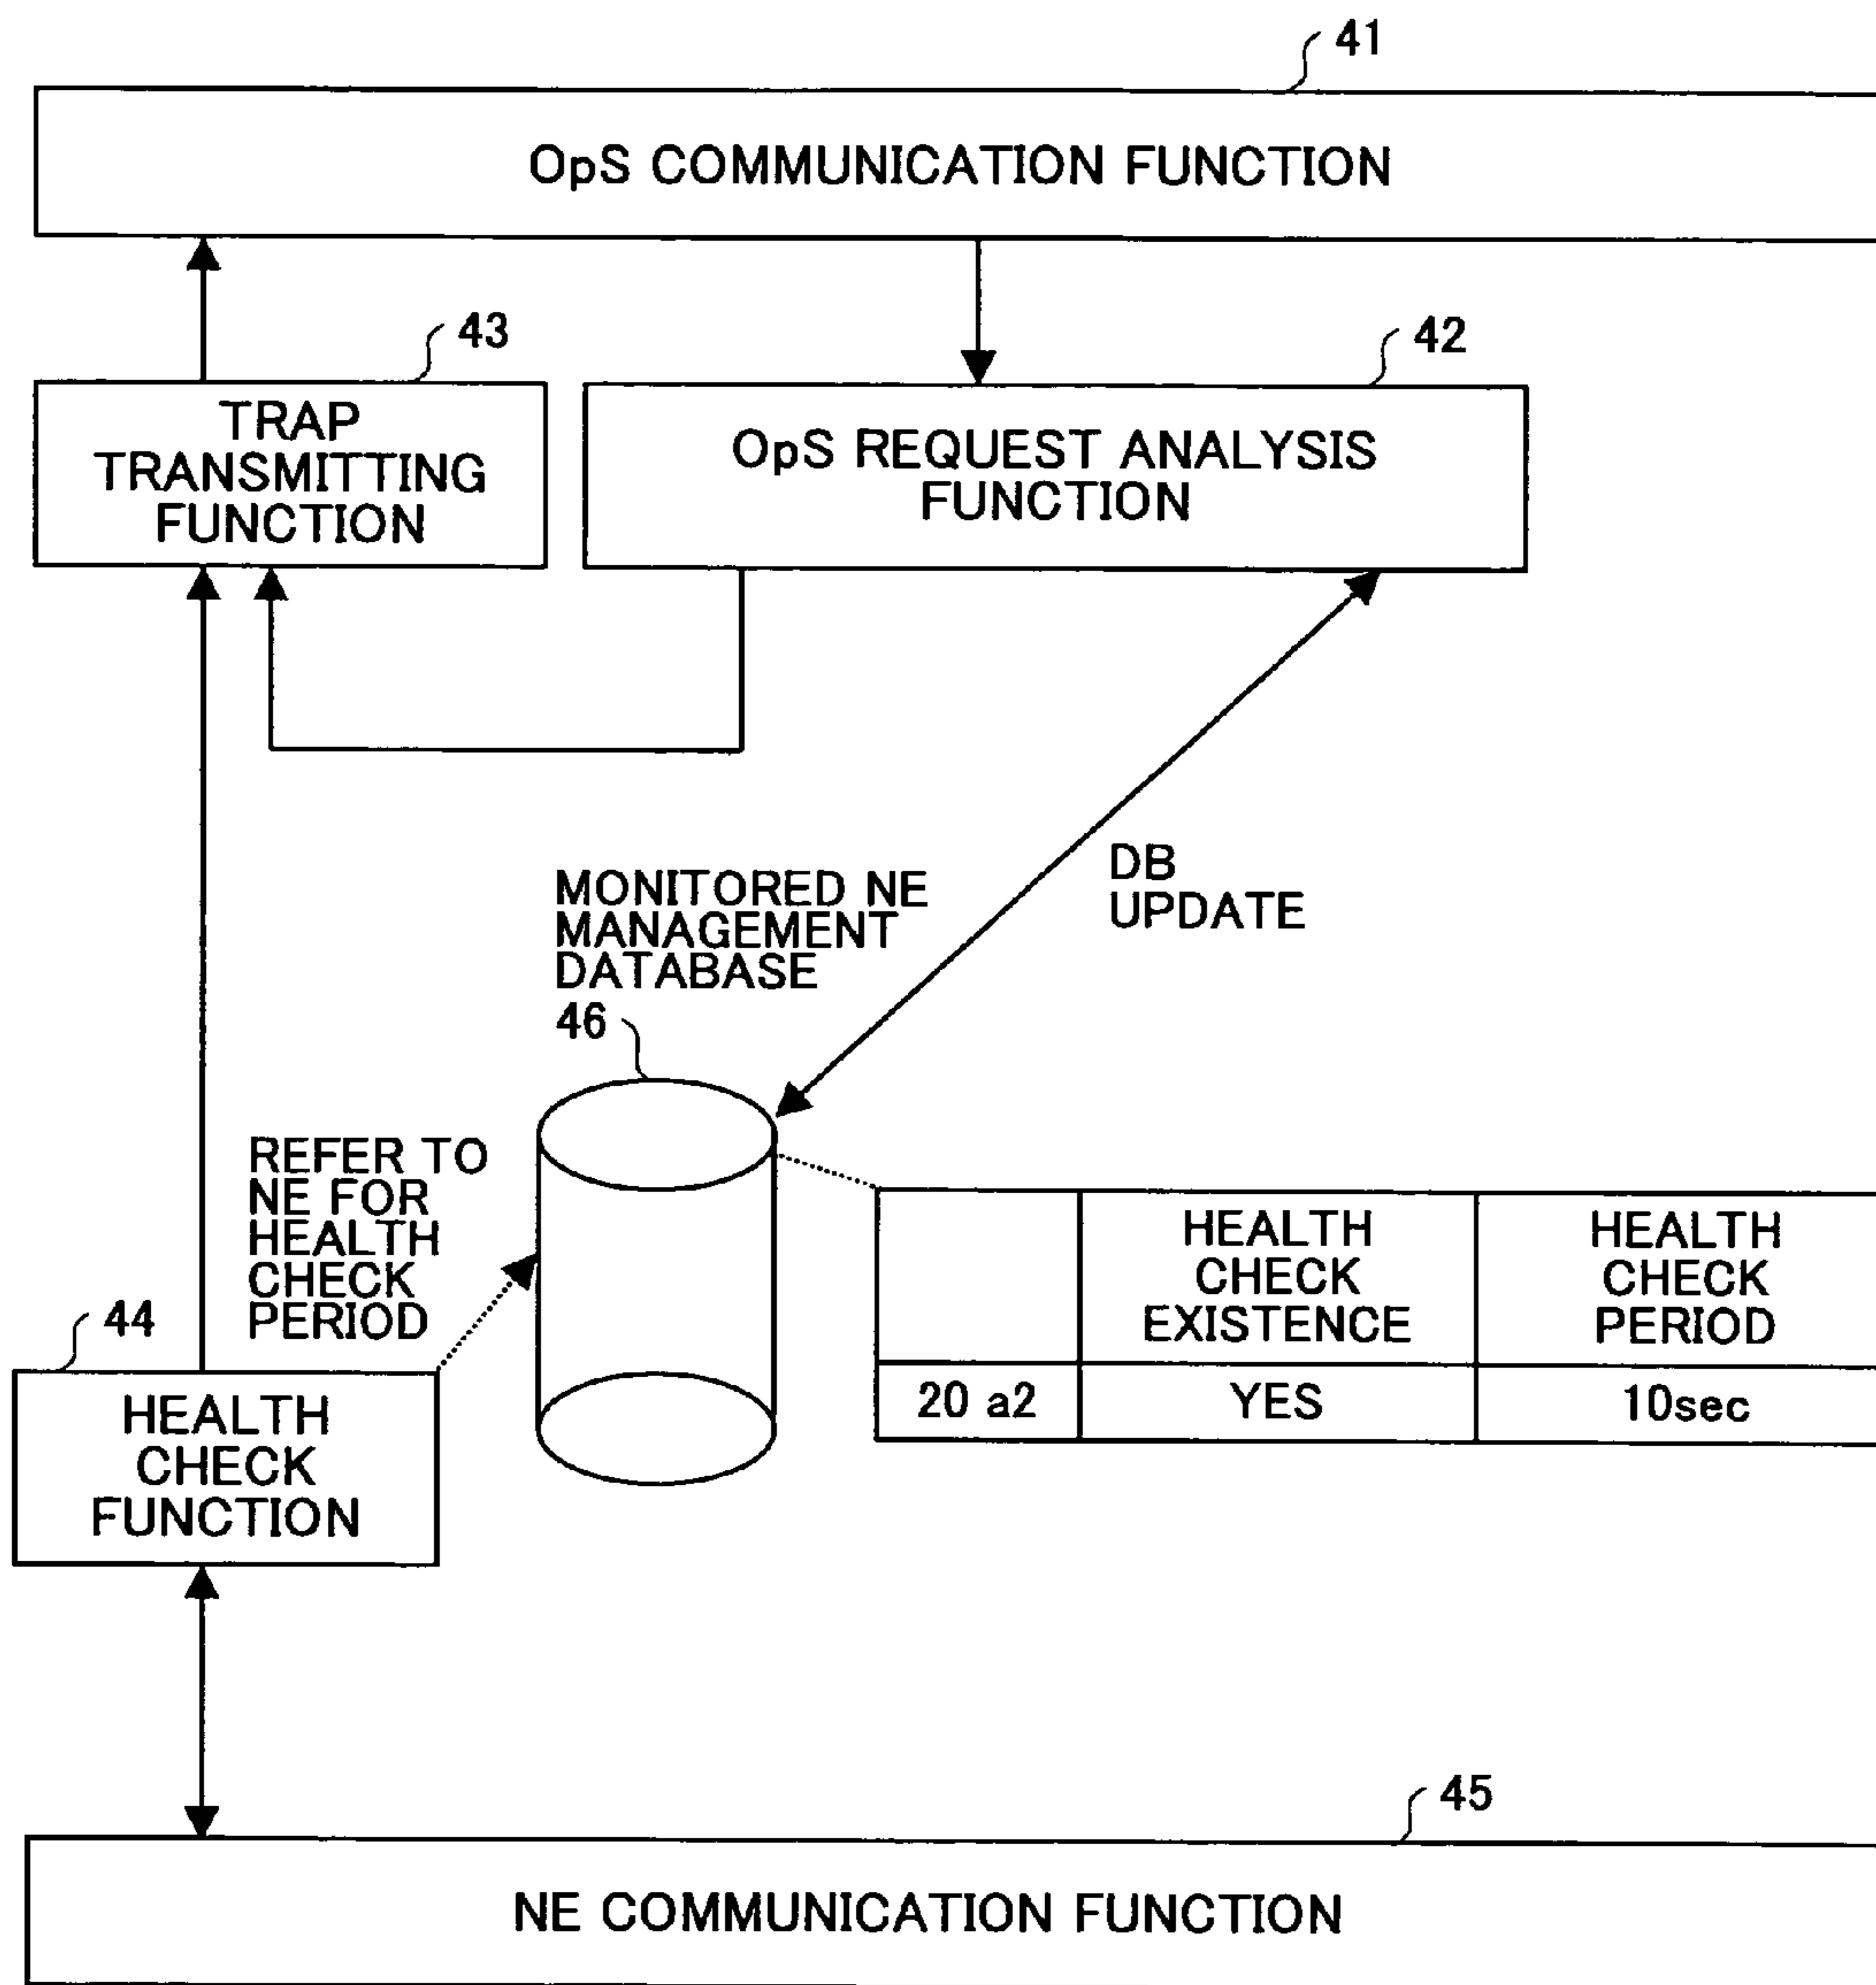 41
OpS COMMUNICATION FUNCTION
43
TRAP
TRANSMITTING
FUNCTION
42
OpS REQUEST ANALYSIS
FUNCTION
DB
UPDATE
MONITORED NE
MANAGEMENT
DATABASE
46
REFER TO
NE FOR
HEALTH
CHECK
PERIOD
44
HEALTH
CHECK
FUNCTION
HEALTH
CHECK
EXISTENCE
HEALTH
CHECK
PERIOD
20 a2
YES
10sec
45
NE COMMUNICATION FUNCTION